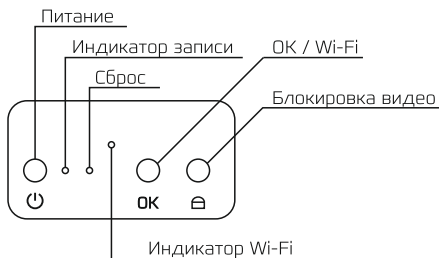 Питание
Индикатор записи
OK / Wi-Fi
Сброс
Блокировка видео
OK
Индикатор Wi-Fi